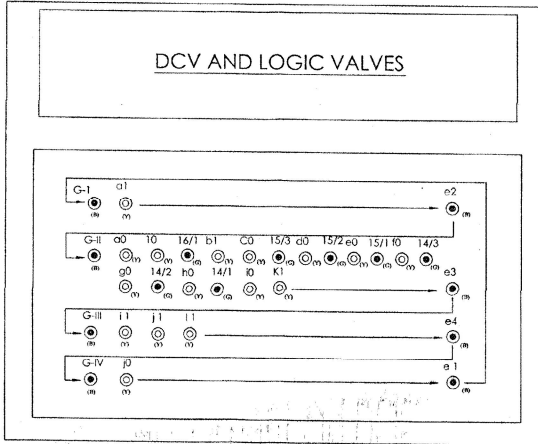 DCV AND LOGIC VALVES
G-1 a1 e2
(B) (Y) (B)
G-II a0 10 16/1 b1 C0 15/3 d0 15/2 e0 15/1 f0 14/3
(B) (Y) (Y) (G) (Y) (Y) (G) (Y) (G) (Y) (G) (Y) (G)
g0 14/2 h0 14/1 i0 K1 e3
(Y) (G) (Y) (G) (Y) (Y) (B)
G-III i1 j1 l1 e4
(B) (Y) (Y) (Y) (B)
G-IV j0 e1
(B) (Y) (B)